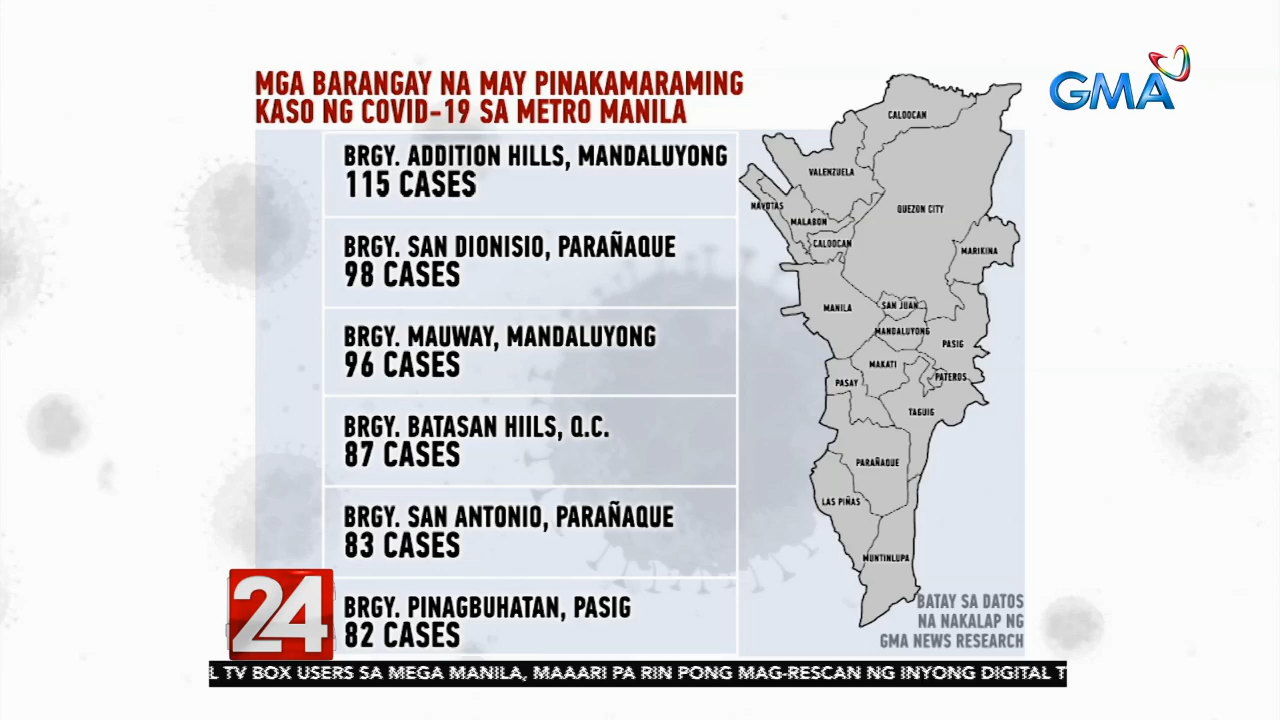 MGA BARANGAY NA MAY PINAKAMARAMING
KASO NG COVID-19 SA METRO MANILA
GMA
BRGY. ADDITION HILLS, MANDALUYONG
115 CASES
BRGY. SAN DIONISIO, PARAÑAQUE
98 CASES
BRGY. MAUWAY, MANDALUYONG
96 CASES
BRGY. BATASAN HIILS, Q.C.
87 CASES
BRGY. SAN ANTONIO, PARAÑAQUE
83 CASES
BRGY. PINAGBUHATAN, PASIG
82 CASES
CALOOCAN
VALENZUELA
NAVOTAS
QUEZON CITY
MALABON
CALOOCAN
MARIKINA
MANILA
SAN JUAN
MANDALUYONG
PASIG
MAKATI
PASAY
PATEROS
TAGUIG
PARAÑAQUE
LAS PIÑAS
MUNTINLUPA
BATAY SA DATOS
NA NAKALAP NG
GMA NEWS RESEARCH
24
L TV BOX USERS SA MEGA MANILA, MAAARI PA RIN PONG MAG-RESCAN NG INYONG DIGITAL T